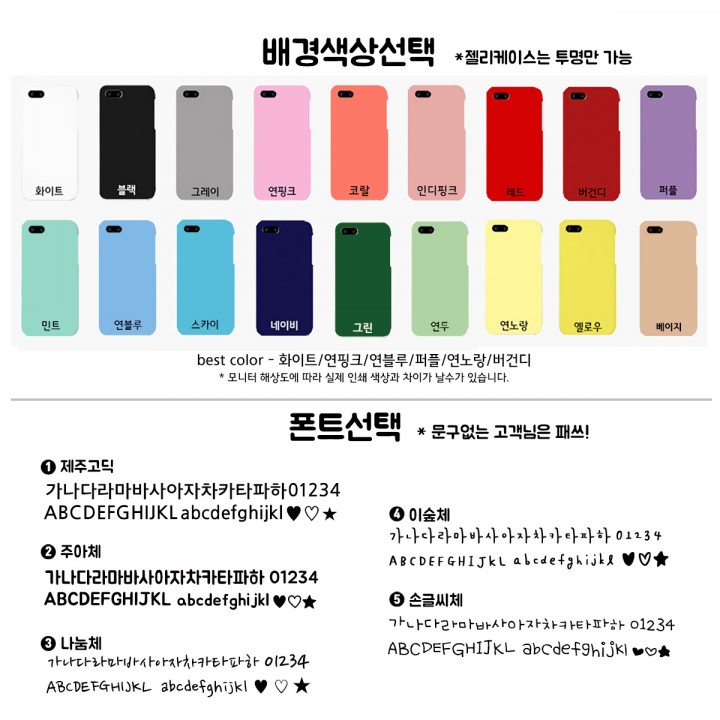 배경색상선택 *젤리케이스는 투명만 가능
화이트 블랙 그레이 연핑크 코랄 인디핑크 레드 버건디 퍼플
민트 연블루 스카이 네이비 그린 연두 연노랑 옐로우 베이지
best color - 화이트/연핑크/연블루/퍼플/연노랑/버건디
* 모니터 해상도에 따라 실제 인쇄 색상과 차이가 날수가 있습니다.
폰트선택 * 문구없는 고객님은 패쓰!
❶ 제주고딕
가나다라마바사아자차카타파하01234
ABCDEFGHIJKLabcdefghijkl♥♡★
❷ 주아체
가나다라마바사아자차카타파하 01234
ABCDEFGHIJKL abcdefghijkl♥♡★
❸ 나눔체
가나다라마바사아자차카타파하 01234
ABCDEFGHIJKL abcdefghijkl ♥ ♡ ★
❹ 이숲체
가나다라마바사아자차카타파하 01234
ABCDEFGHIJKL abcdefghijkl ♥♡★
❺ 손글씨체
가나다라마바사아자차카타파하 01234
ABCDEFGHIJKL abcdefghijkl ♥♡★